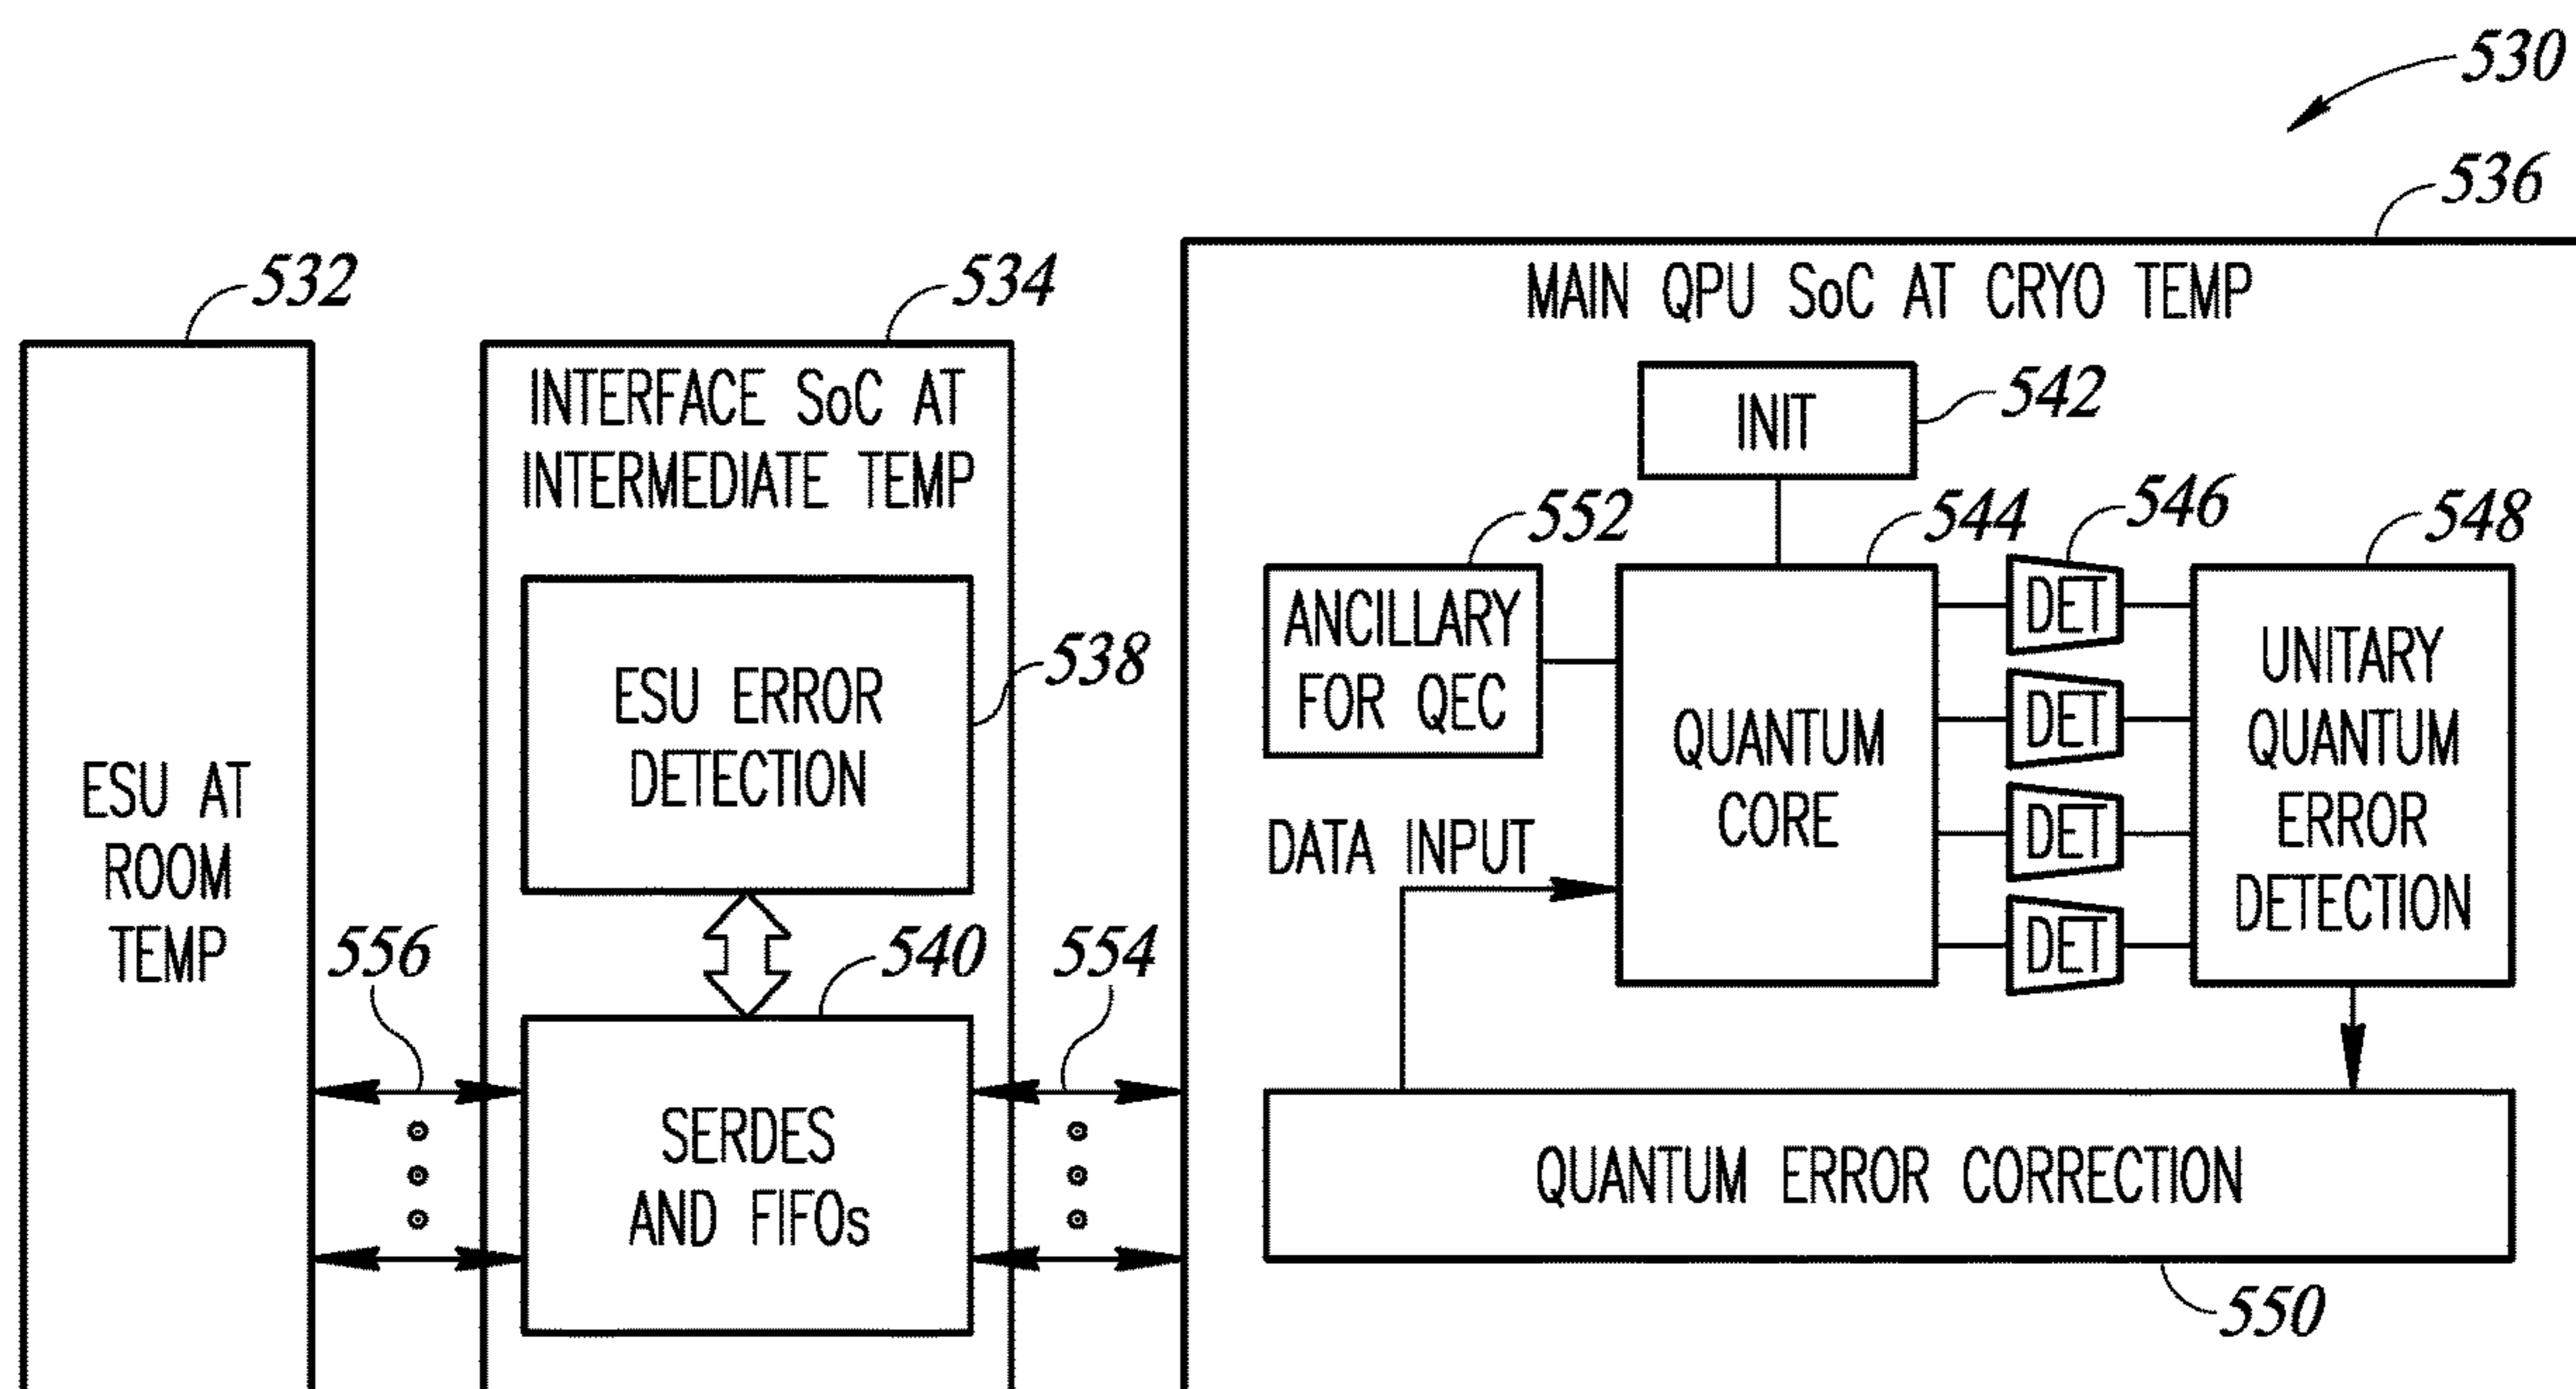 530
536
532
534
MAIN QPU SoC AT CRYO TEMP
INTERFACE SoC AT
INTERMEDIATE TEMP
INIT
542
552
544
546
548
ANCILLARY
FOR QEC
QUANTUM
CORE
DET
DET
DET
DET
UNITARY
QUANTUM
ERROR
DETECTION
ESU ERROR
DETECTION
538
DATA INPUT
ESU AT
ROOM
TEMP
556
540
554
SERDES
AND FIFOs
QUANTUM ERROR CORRECTION
550